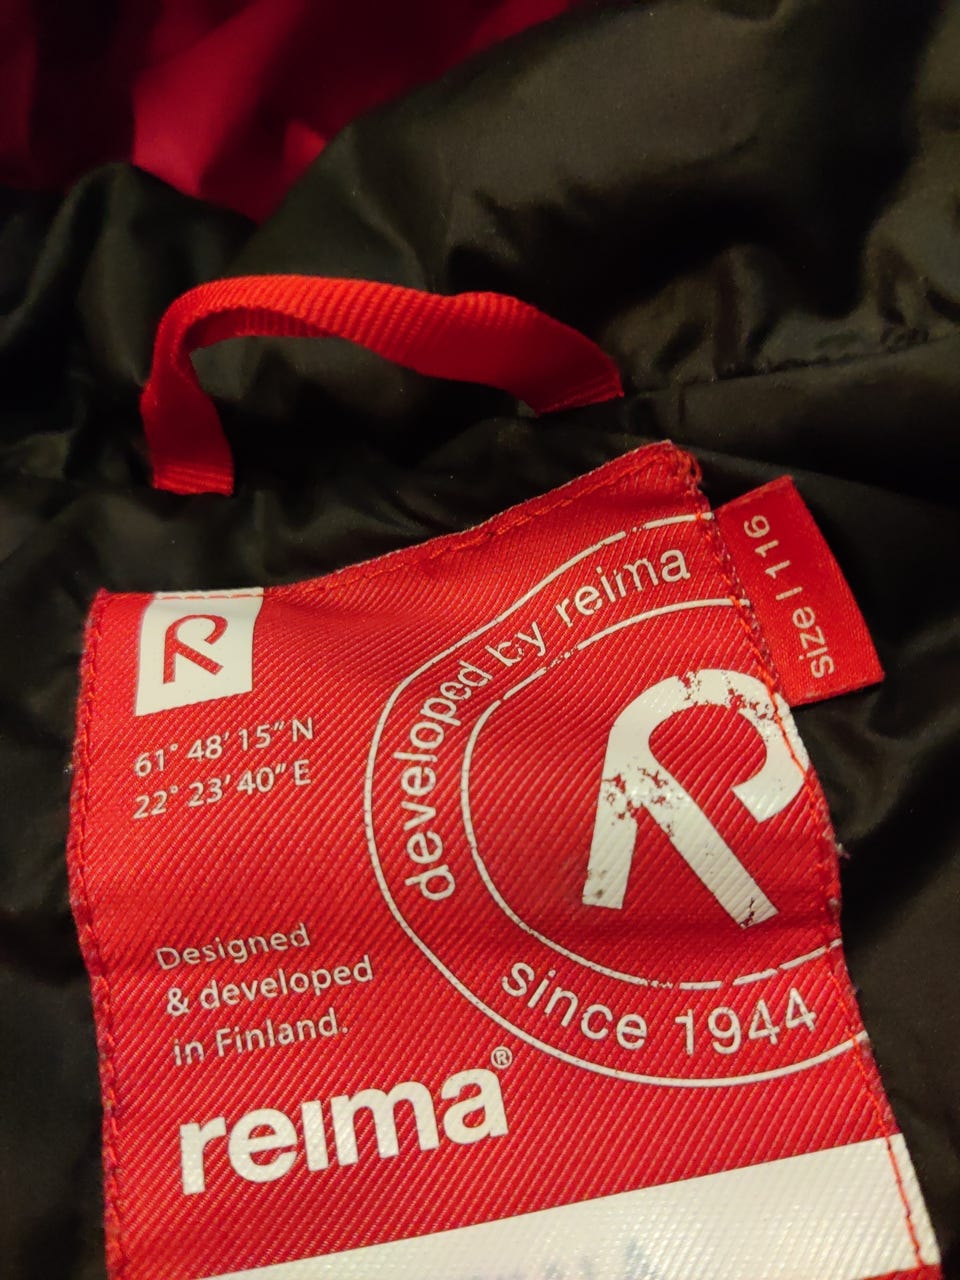 size | 116
developed by reima
since 1944
61° 48' 15" N
22° 23' 40" E
Designed
& developed
in Finland.
reima®